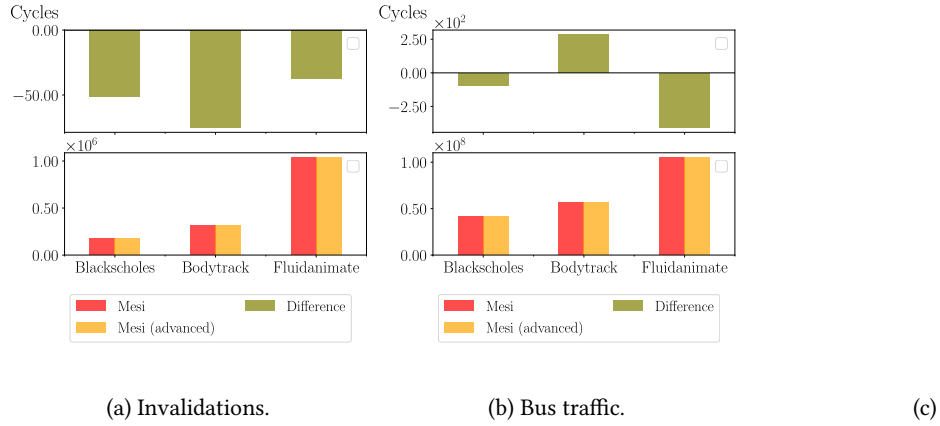 Cycles
0.00
−50.00
×10^6
1.00
0.50
0.00
Blackscholes Bodytrack Fluidanimate
Mesi
Mesi (advanced)
Difference
(a) Invalidations.
Cycles
×10^2
2.50
0.00
−2.50
×10^8
1.00
0.50
0.00
Blackscholes Bodytrack Fluidanimate
Mesi
Mesi (advanced)
Difference
(b) Bus traffic.
(c)